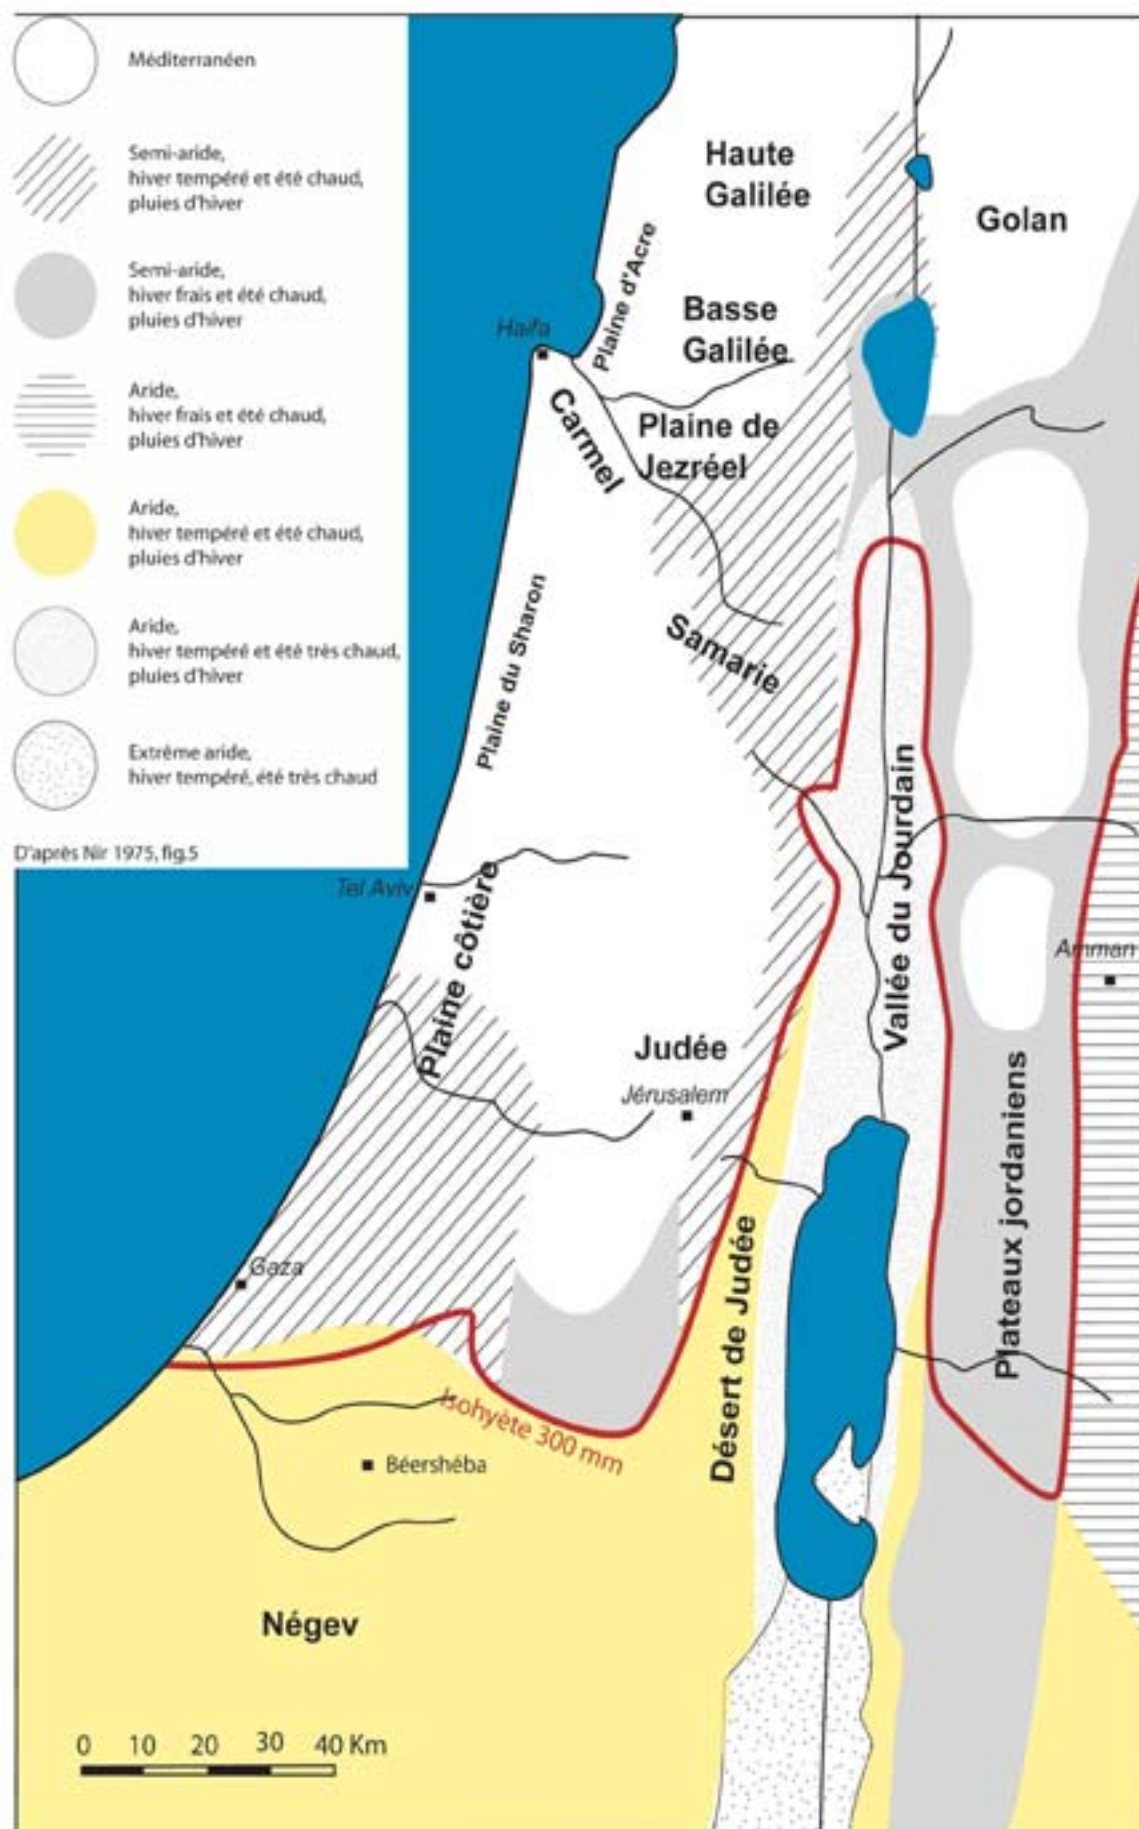 Méditerranéen
Semi-aride,
hiver tempéré et été chaud,
pluies d'hiver
Semi-aride,
hiver frais et été chaud,
pluies d'hiver
Aride,
hiver frais et été chaud,
pluies d'hiver
Aride,
hiver tempéré et été chaud,
pluies d'hiver
Aride,
hiver tempéré et été très chaud,
pluies d'hiver
Extrême aride,
hiver tempéré, été très chaud
D'après Nir 1975, fig.5
Haute
Galilée
Golan
Plaine d'Acre
Basse
Galilée
Haïfa
Carmel
Plaine de
Jezréel
Plaine du Sharon
Samarie
Vallée du Jourdain
Tel Aviv
Plaine côtière
Amman
Judée
Jérusalem
Plateaux jordaniens
Gaza
Désert de Judée
Isohyète 300 mm
Béershéba
Négev
0 10 20 30 40 Km